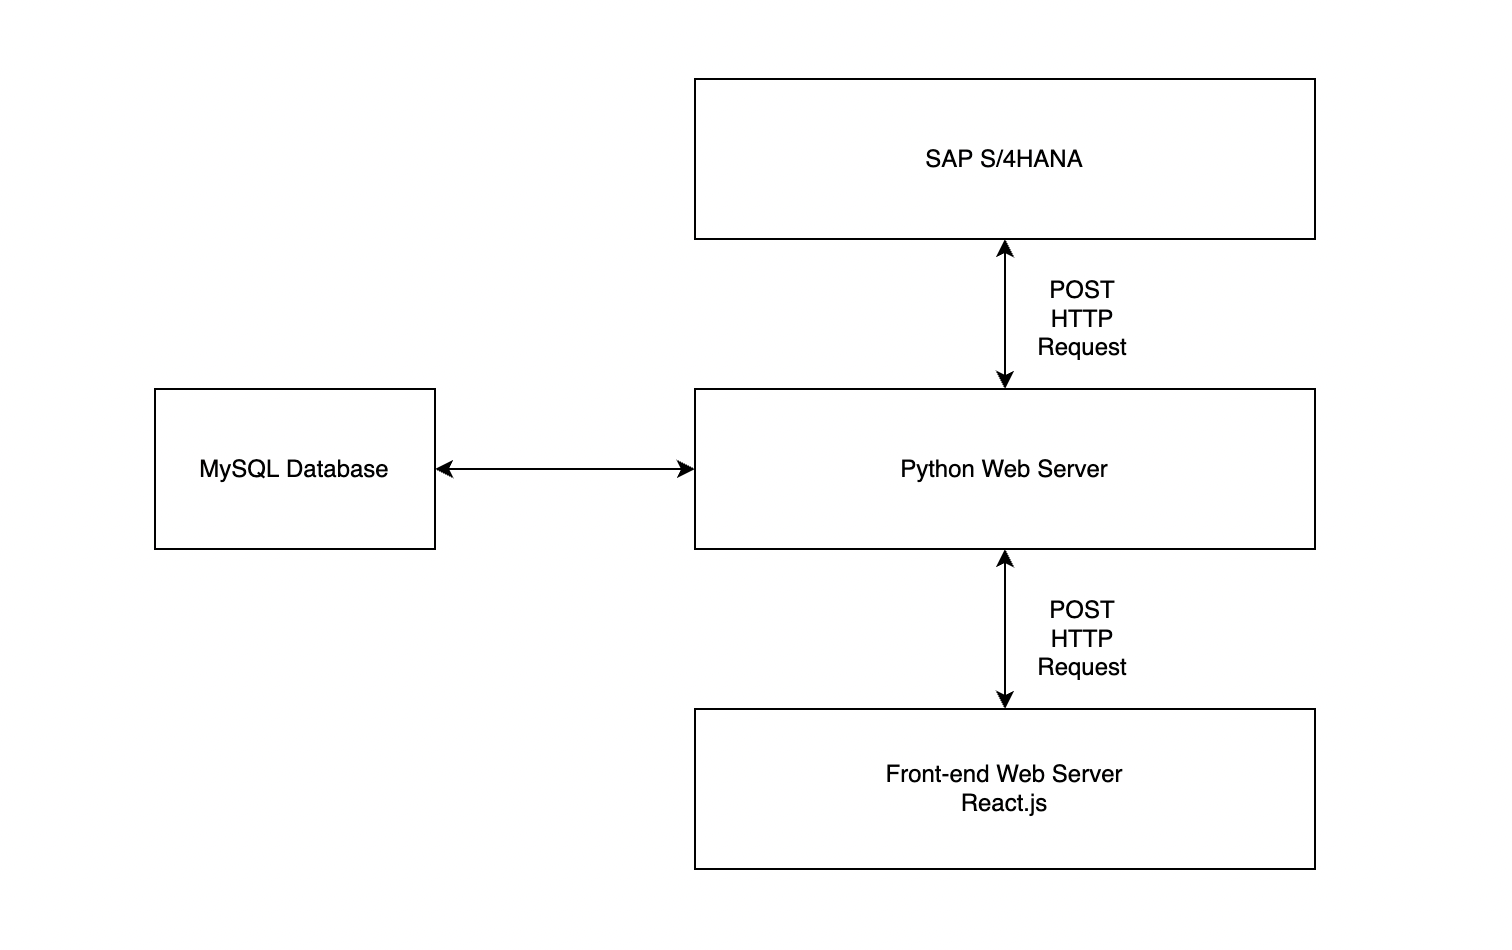 SAP S/4HANA
POST
HTTP
Request
MySQL Database
Python Web Server
POST
HTTP
Request
Front-end Web Server
React.js